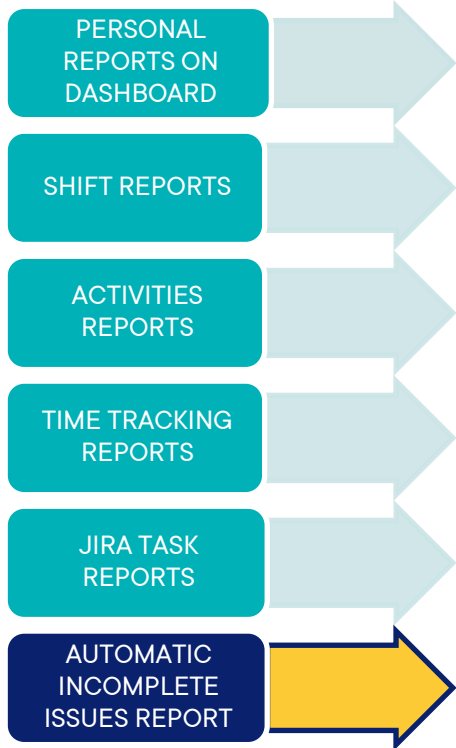 PERSONAL
REPORTS ON
DASHBOARD
SHIFT REPORTS
ACTIVITIES
REPORTS
TIME TRACKING
REPORTS
JIRA TASK
REPORTS
AUTOMATIC
INCOMPLETE
ISSUES REPORT